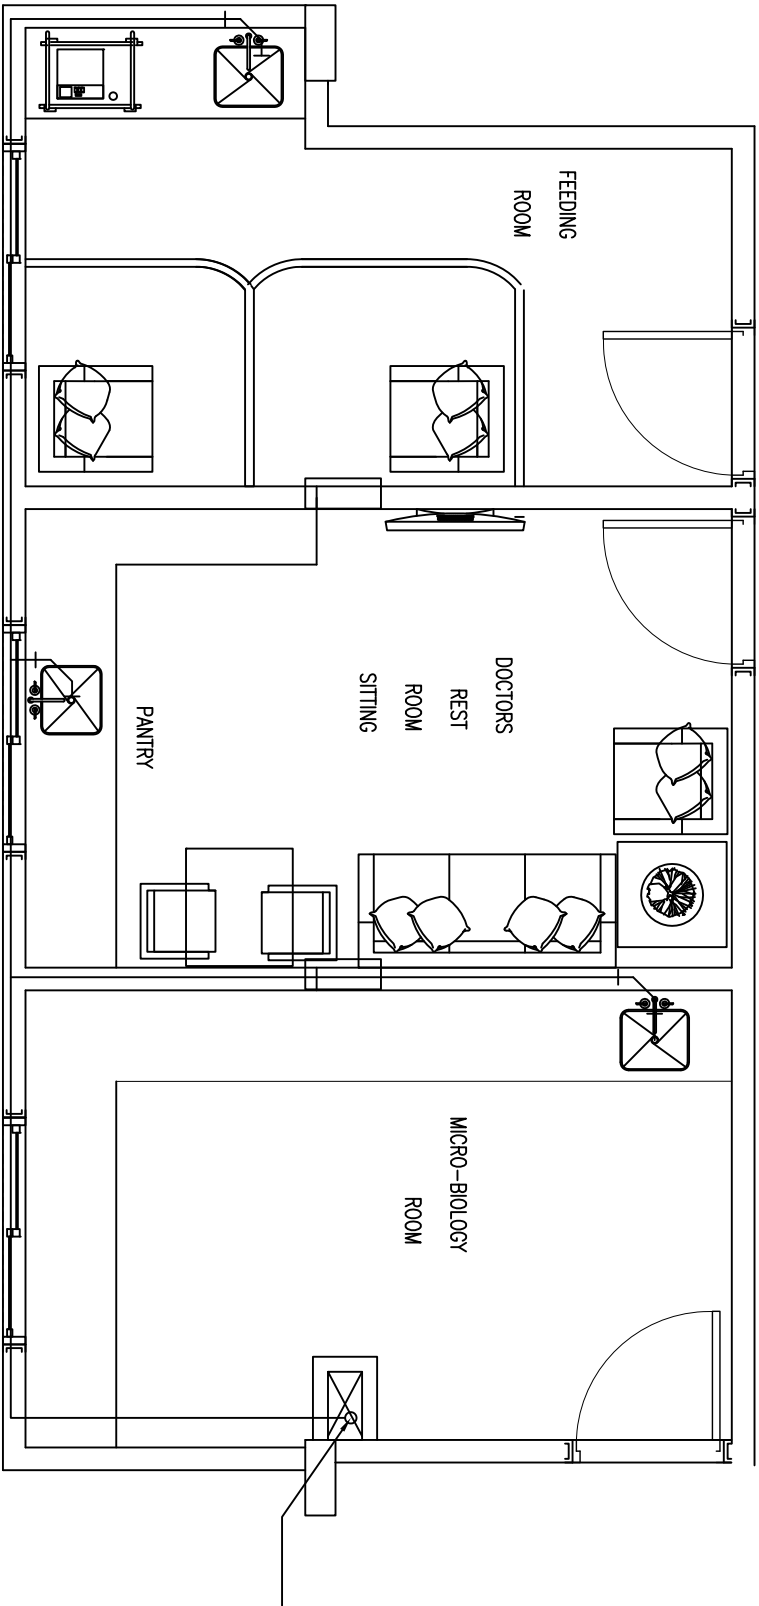 FEEDING
ROOM
DOCTORS
REST
ROOM
SITTING
PANTRY
MICRO-BIOLOGY
ROOM